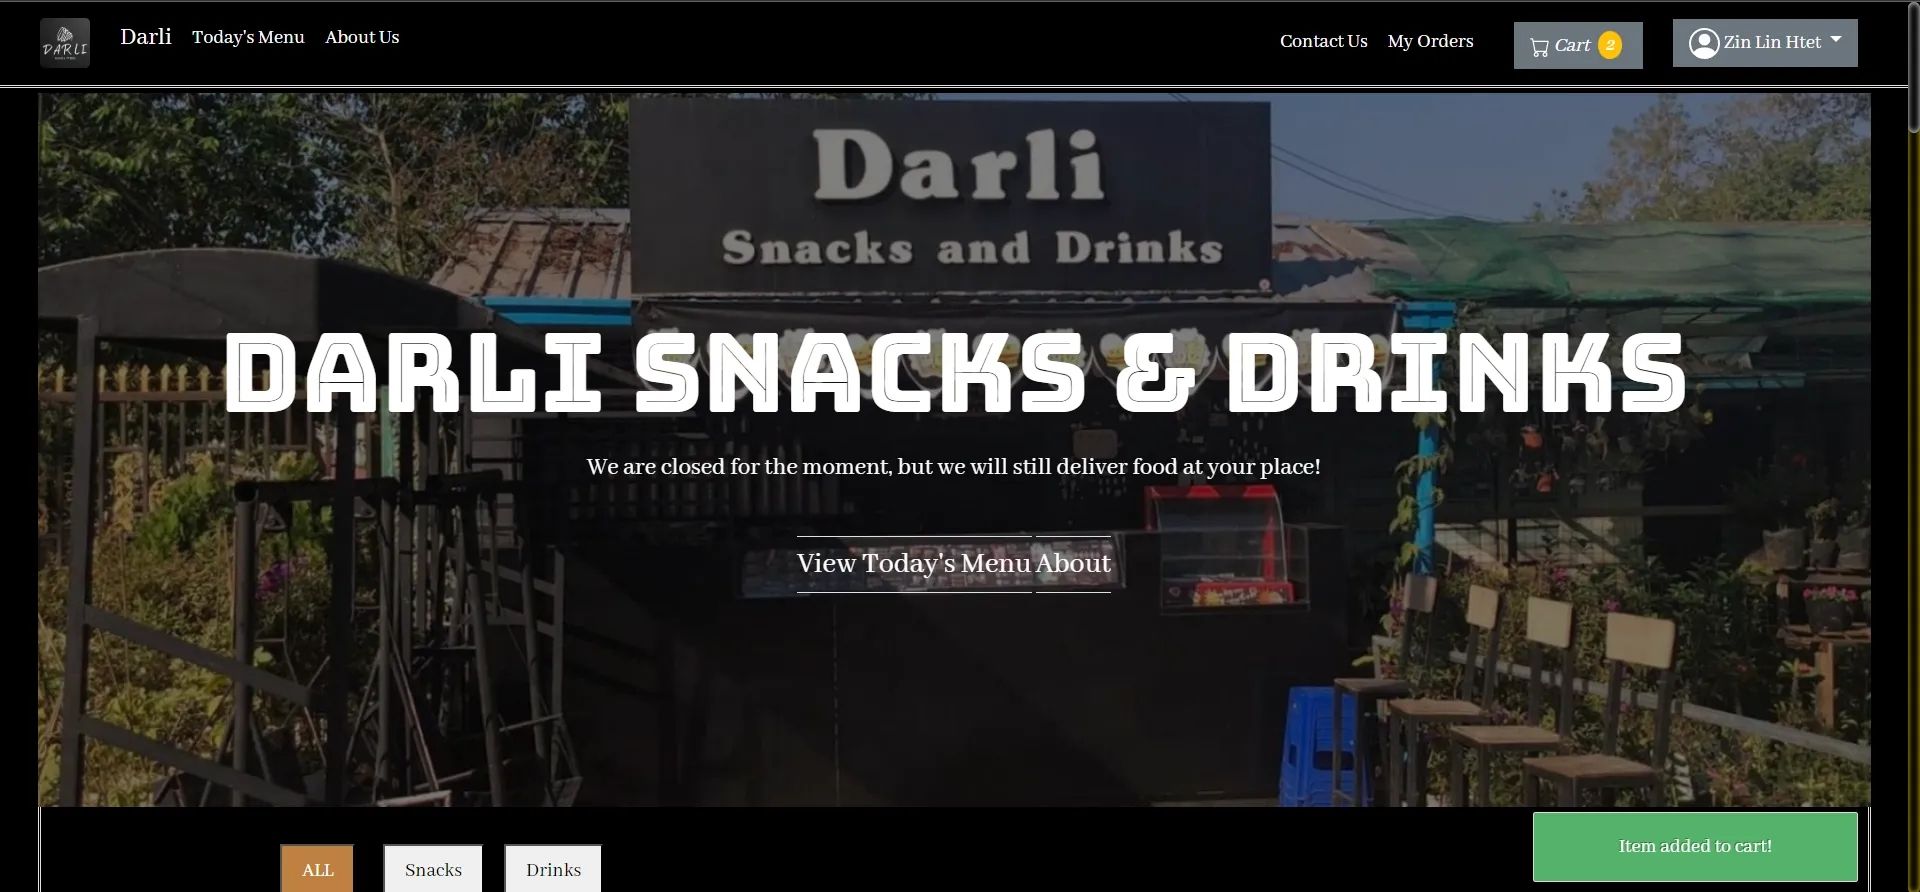 DARLI
Darli
Today's Menu
About Us
Contact Us
My Orders
Cart 2
Zin Lin Htet
Darli
Snacks and Drinks
DARLI SNACKS & DRINKS
We are closed for the moment, but we will still deliver food at your place!
View Today's Menu About
ALL
Snacks
Drinks
Item added to cart!